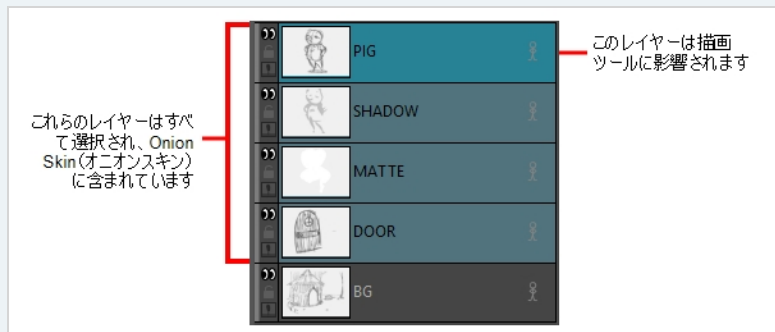 これらのレイヤーはすべ
て選択され、Onion
Skin(オニオンスキン)
に含まれています
PIG
SHADOW
MATTE
DOOR
BG
このレイヤーは描画
ツールに影響されます